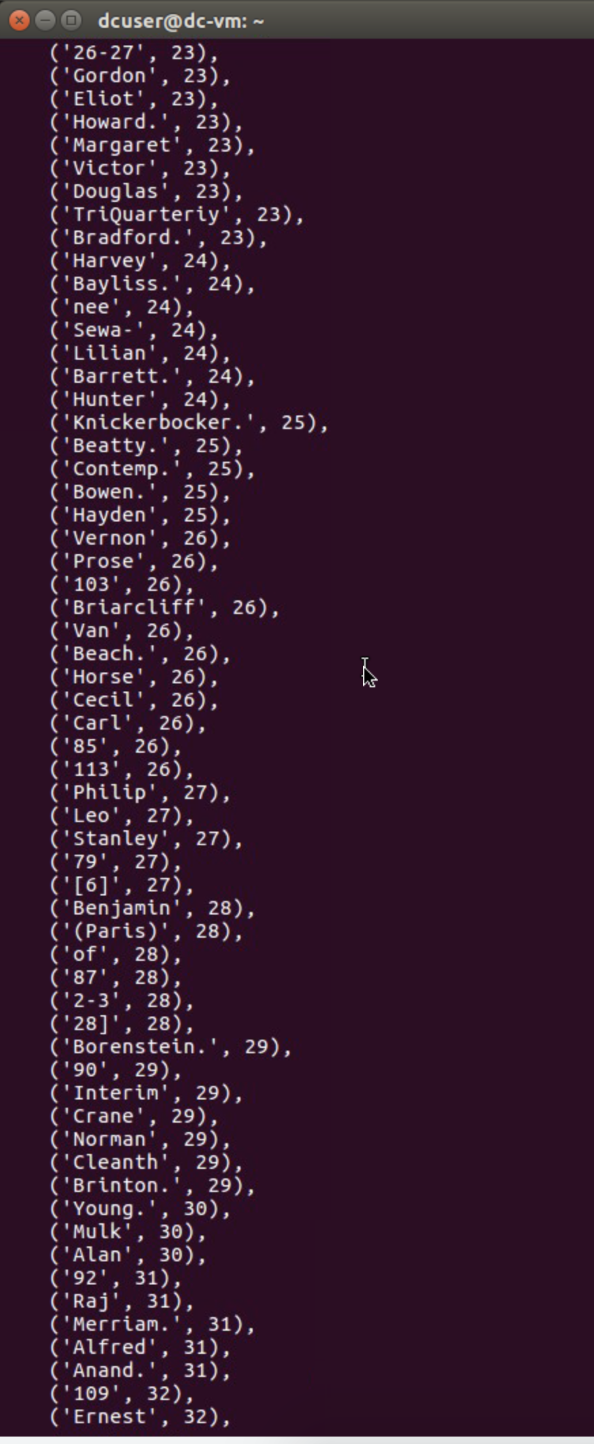 dcuser@dc-vm: ~
('26-27', 23),
('Gordon', 23),
('Eliot', 23),
('Howard.', 23),
('Margaret', 23),
('Victor', 23),
('Douglas', 23),
('TriQuarteriy', 23),
('Bradford.', 23),
('Harvey', 24),
('Bayliss.', 24),
('nee', 24),
('Sewa-', 24),
('Lilian', 24),
('Barrett.', 24),
('Hunter', 24),
('Knickerbocker.', 25),
('Beatty.', 25),
('Contemp.', 25),
('Bowen.', 25),
('Hayden', 25),
('Vernon', 26),
('Prose', 26),
('103', 26),
('Briarcliff', 26),
('Van', 26),
('Beach.', 26),
('Horse', 26),
('Cecil', 26),
('Carl', 26),
('85', 26),
('113', 26),
('Philip', 27),
('Leo', 27),
('Stanley', 27),
('79', 27),
('[6]', 27),
('Benjamin', 28),
('(Paris)', 28),
('of', 28),
('87', 28),
('2-3', 28),
('28]', 28),
('Borenstein.', 29),
('90', 29),
('Interim', 29),
('Crane', 29),
('Norman', 29),
('Cleanth', 29),
('Brinton.', 29),
('Young.', 30),
('Mulk', 30),
('Alan', 30),
('92', 31),
('Raj', 31),
('Merriam.', 31),
('Alfred', 31),
('Anand.', 31),
('109', 32),
('Ernest', 32),